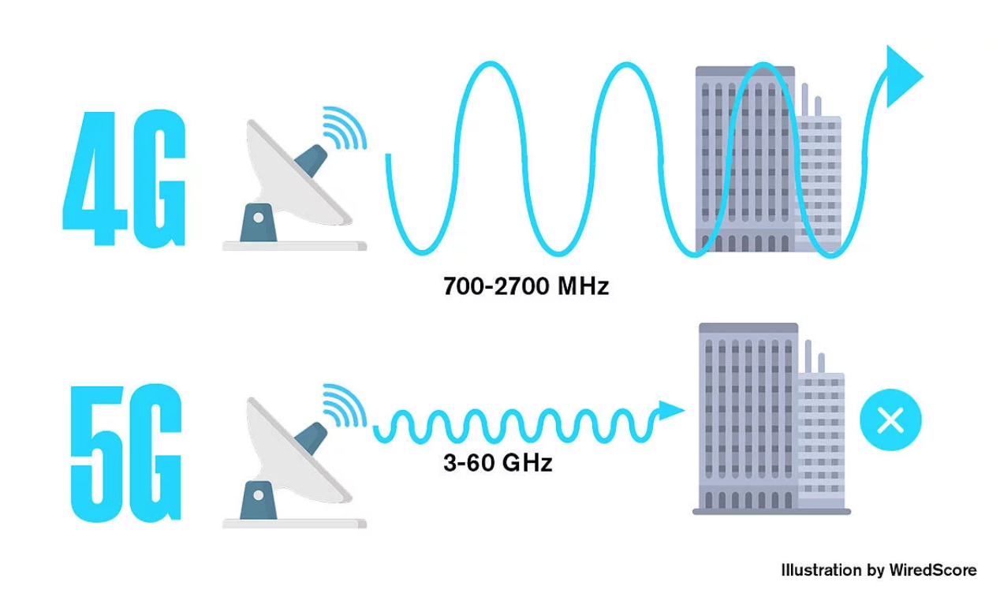 4G
700-2700 MHz
5G
3-60 GHz
Illustration by WiredScore